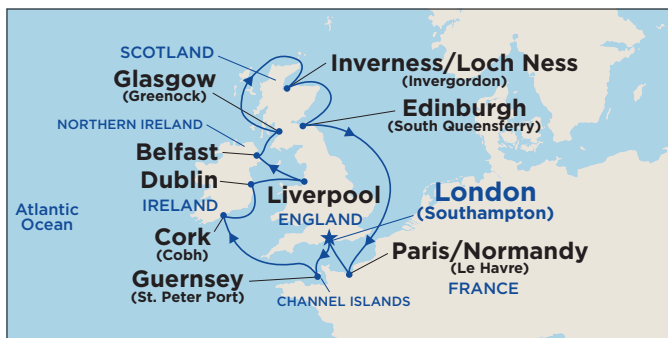 SCOTLAND
Inverness/Loch Ness
(Invergordon)
Glasgow
(Greenock)
Edinburgh
(South Queensferry)
NORTHERN IRELAND
Belfast
Dublin
Liverpool
London
(Southampton)
IRELAND
ENGLAND
Atlantic
Ocean
Cork
(Cobh)
Paris/Normandy
(Le Havre)
Guernsey
(St. Peter Port)
CHANNEL ISLANDS
FRANCE